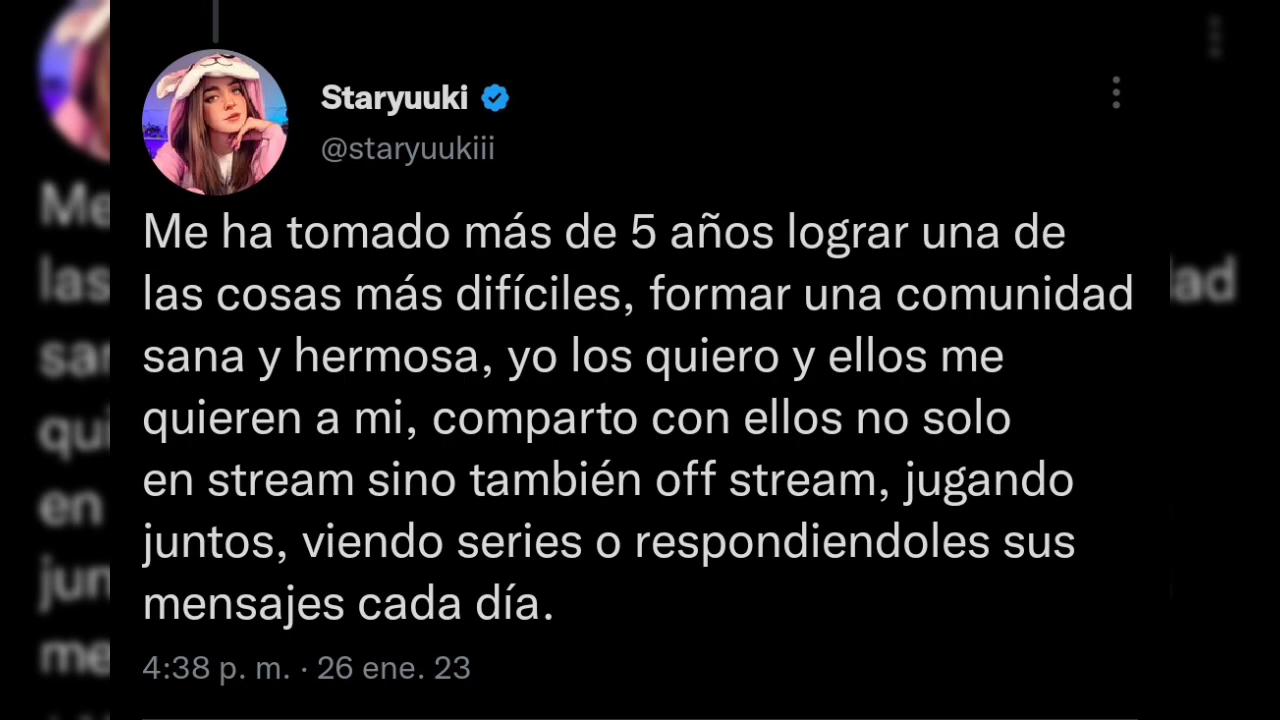 Staryuuki
@staryuukiii
Me ha tomado más de 5 años lograr una de
las cosas más difíciles, formar una comunidad
sana y hermosa, yo los quiero y ellos me
quieren a mi, comparto con ellos no solo
en stream sino también off stream, jugando
juntos, viendo series o respondiendoles sus
mensajes cada día.
4:38 p. m. · 26 ene. 23